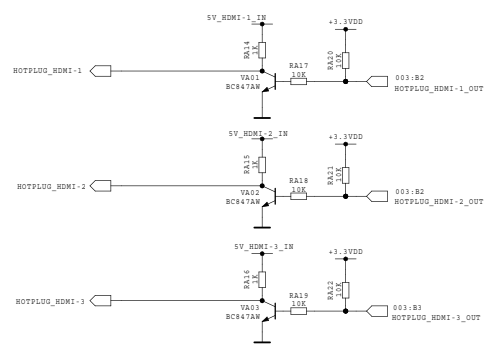 5V_HDMI-1_IN
+3.3VDD
RA14
1K
RA17
10K
RA20
10K
HOTPLUG_HDMI-1
VA01
BC847AW
003:B2
HOTPLUG_HDMI-1_OUT
5V_HDMI-2_IN
+3.3VDD
RA15
1K
RA18
10K
RA21
10K
HOTPLUG_HDMI-2
VA02
BC847AW
003:B2
HOTPLUG_HDMI-2_OUT
5V_HDMI-3_IN
+3.3VDD
RA16
1K
RA19
10K
RA22
10K
HOTPLUG_HDMI-3
VA03
BC847AW
003:B3
HOTPLUG_HDMI-3_OUT